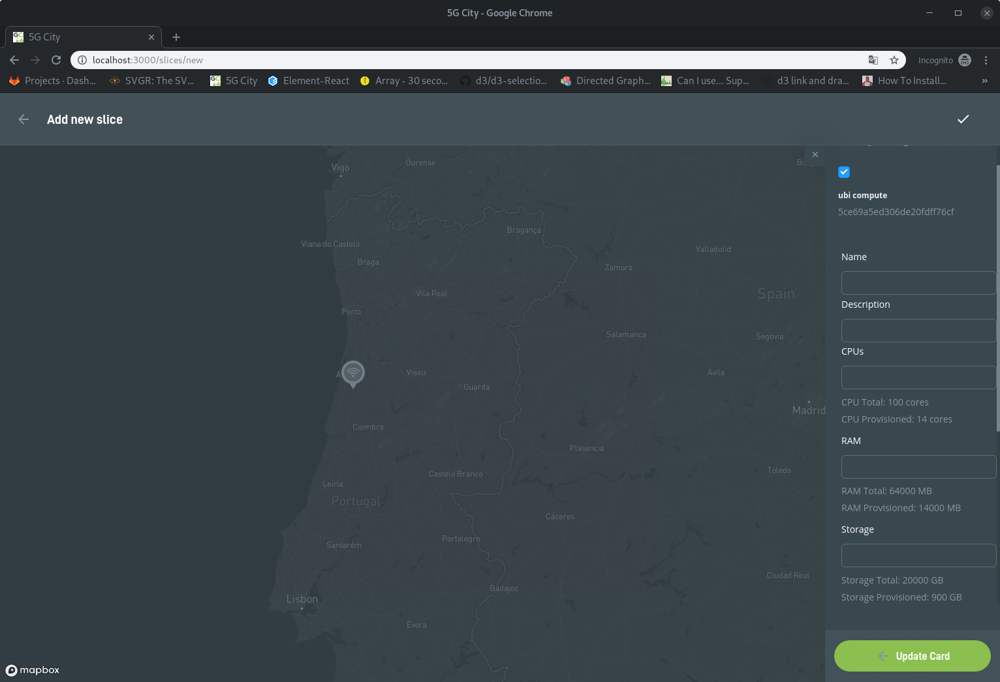 5G City - Google Chrome
5G City
localhost:3000/slices/new
Incognito
Projects · Dash...
SVGR: The SV...
5G City
Element-React
Array - 30 seco...
d3/d3-selectio...
Directed Graph...
Can I use... Sup...
d3 link and dra...
How To Install...
»
Add new slice
Vigo
Ourense
Viana do Castelo
Braga
Bragança
Vila Real
Zamora
Valladolid
Spain
Porto
Salamanca
Segovia
Viseu
Guarda
Ávila
Madrid
Coimbra
Plasencia
Castelo Branco
Toledo
Leiria
Portugal
Cáceres
Santarém
Portalegre
Ciudad Real
Badajoz
Lisbon
Évora
mapbox
ubi compute
5ce69a5ed306de20fdff76cf
Name
Description
CPUs
CPU Total: 100 cores
CPU Provisioned: 14 cores
RAM
RAM Total: 64000 MB
RAM Provisioned: 14000 MB
Storage
Storage Total: 20000 GB
Storage Provisioned: 900 GB
Update Card